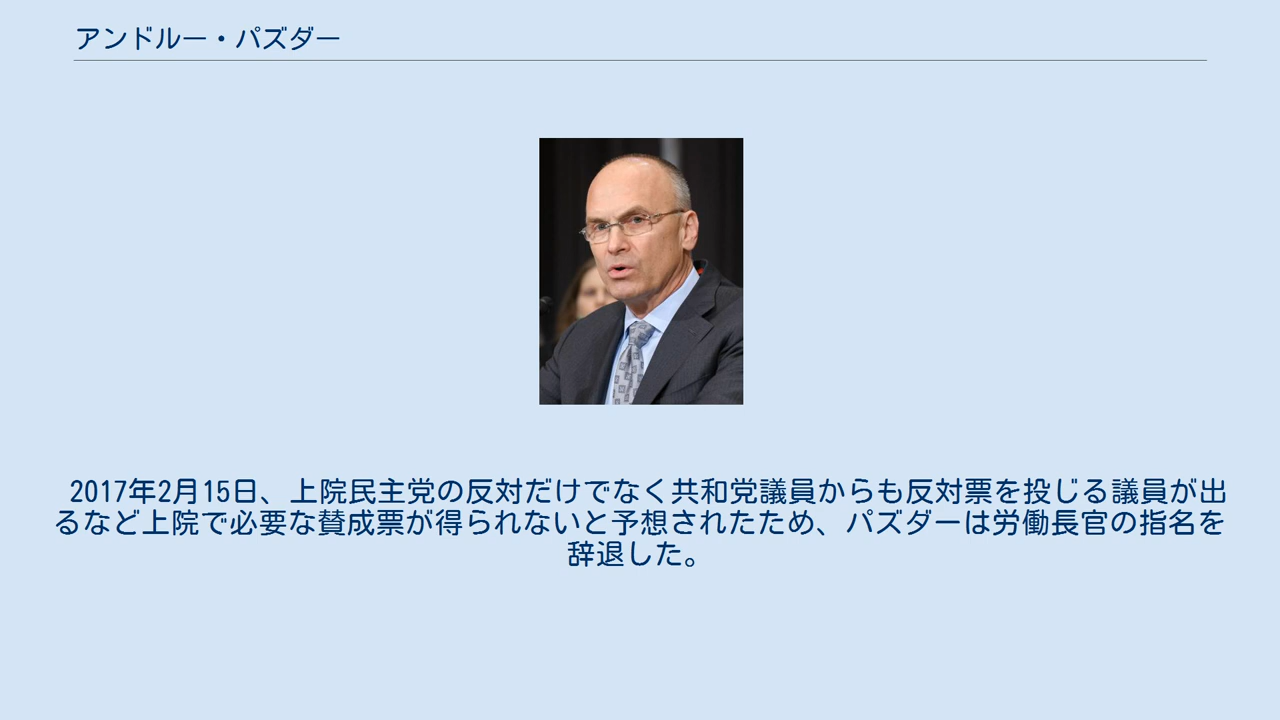 アンドルー・パズダー
2017年2月15日、上院民主党の反対だけでなく共和党議員からも反対票を投じる議員が出
るなど上院で必要な賛成票が得られないと予想されたため、パズダーは労働長官の指名を
辞退した。